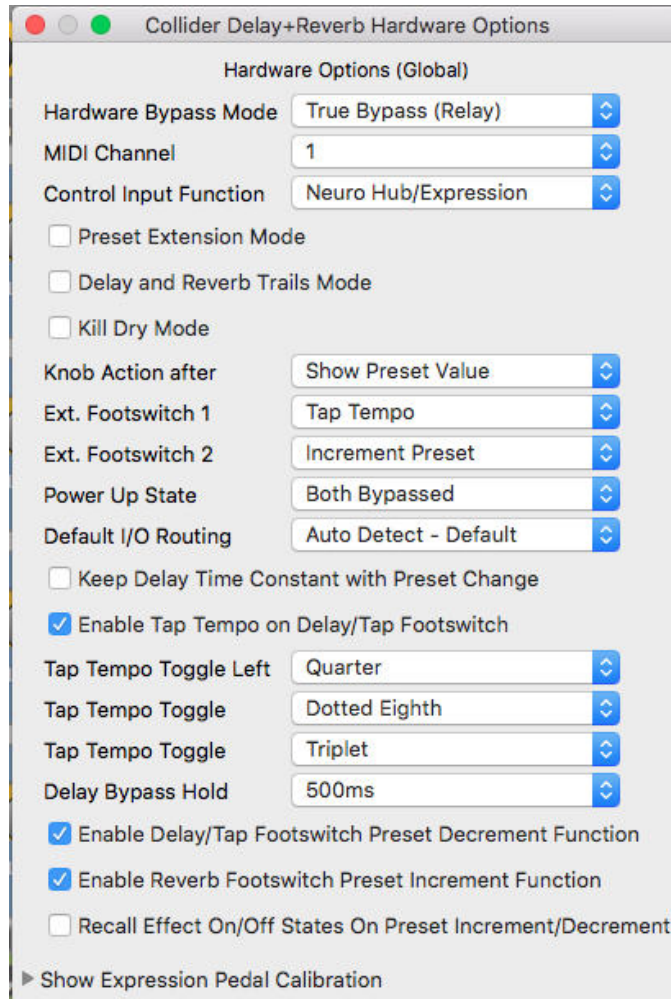 Collider Delay+Reverb Hardware Options
Hardware Options (Global)
Hardware Bypass Mode True Bypass (Relay)
MIDI Channel 1
Control Input Function Neuro Hub/Expression
Preset Extension Mode
Delay and Reverb Trails Mode
Kill Dry Mode
Knob Action after Show Preset Value
Ext. Footswitch 1 Tap Tempo
Ext. Footswitch 2 Increment Preset
Power Up State Both Bypassed
Default I/O Routing Auto Detect - Default
Keep Delay Time Constant with Preset Change
Enable Tap Tempo on Delay/Tap Footswitch
Tap Tempo Toggle Left Quarter
Tap Tempo Toggle Dotted Eighth
Tap Tempo Toggle Triplet
Delay Bypass Hold 500ms
Enable Delay/Tap Footswitch Preset Decrement Function
Enable Reverb Footswitch Preset Increment Function
Recall Effect On/Off States On Preset Increment/Decrement
Show Expression Pedal Calibration